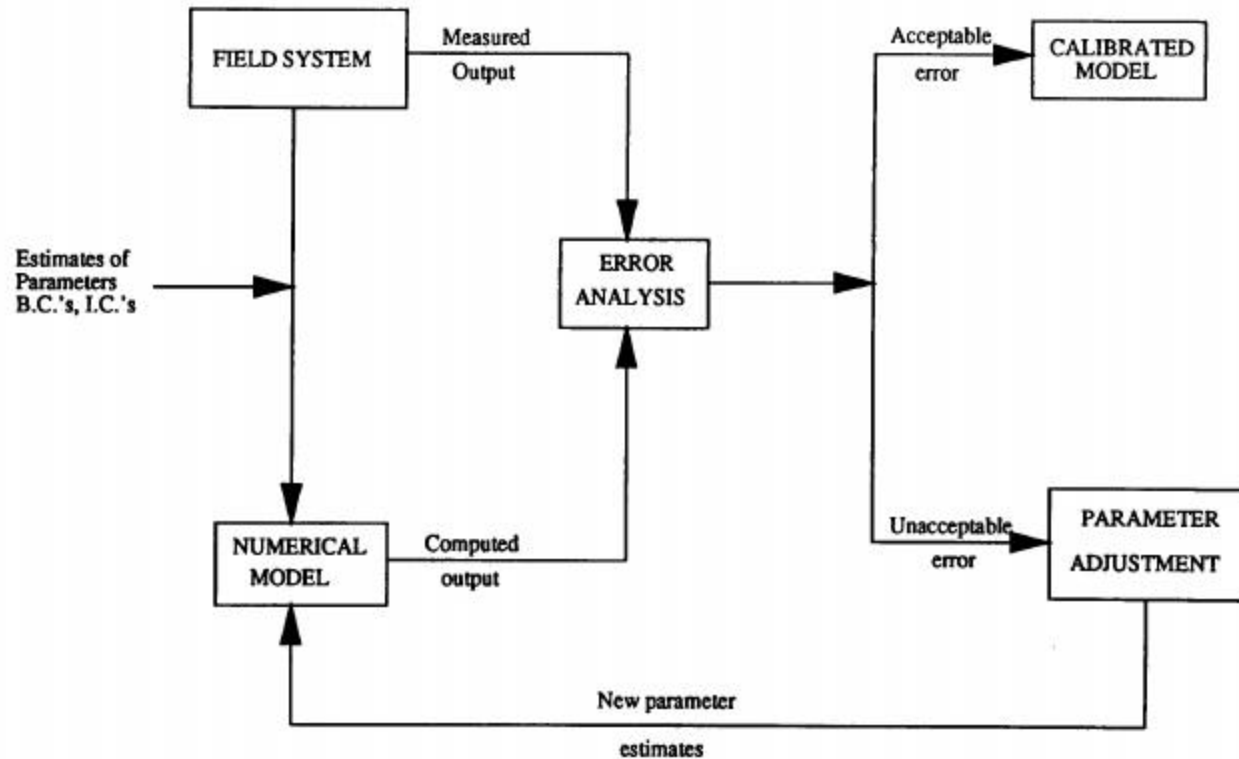 FIELD SYSTEM
Measured
Output
Acceptable
error
CALIBRATED
MODEL
Estimates of
Parameters
B.C.'s, I.C.'s
ERROR
ANALYSIS
NUMERICAL
MODEL
Computed
output
Unacceptable
error
PARAMETER
ADJUSTMENT
New parameter
estimates